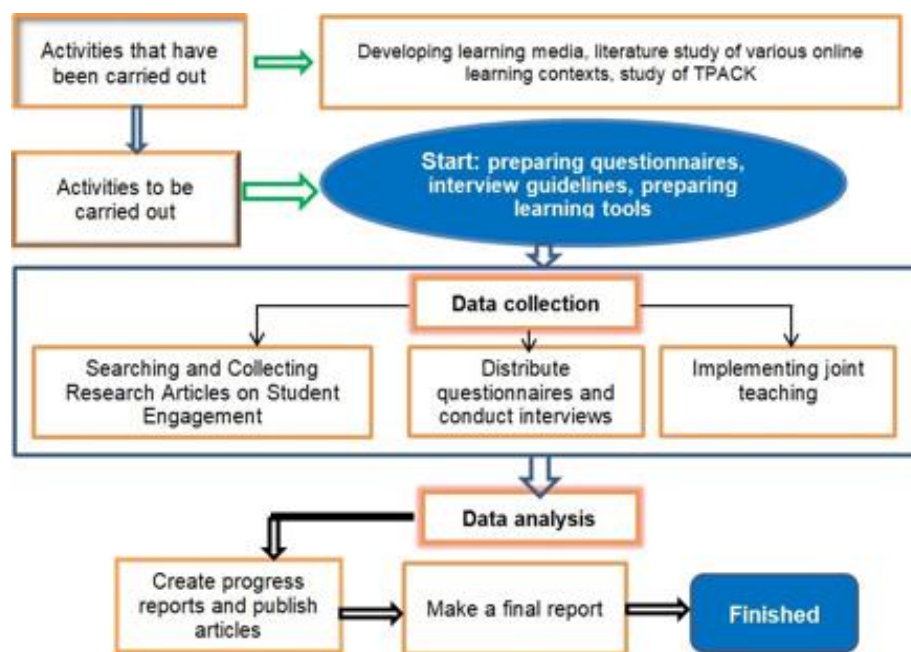 Activities that have
been carried out
Developing learning media, literature study of various online
learning contexts, study of TPACK
Activities to be
carried out
Start: preparing questionnaires,
interview guidelines, preparing
learning tools
Data collection
Searching and Collecting
Research Articles on Student
Engagement
Distribute
questionnaires and
conduct interviews
Implementing joint
teaching
Data analysis
Create progress
reports and publish
articles
Make a final report
Finished